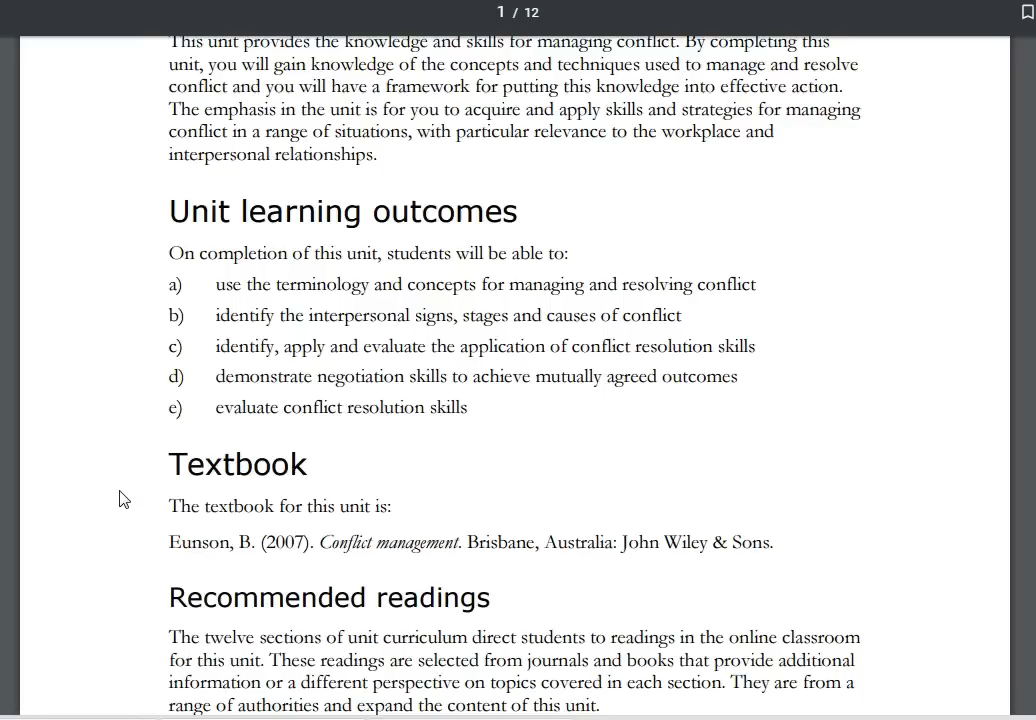 1 / 12
This unit provides the knowledge and skills for managing conflict. By completing this
unit, you will gain knowledge of the concepts and techniques used to manage and resolve
conflict and you will have a framework for putting this knowledge into effective action.
The emphasis in the unit is for you to acquire and apply skills and strategies for managing
conflict in a range of situations, with particular relevance to the workplace and
interpersonal relationships.
Unit learning outcomes
On completion of this unit, students will be able to:
a) use the terminology and concepts for managing and resolving conflict
b) identify the interpersonal signs, stages and causes of conflict
c) identify, apply and evaluate the application of conflict resolution skills
d) demonstrate negotiation skills to achieve mutually agreed outcomes
e) evaluate conflict resolution skills
Textbook
The textbook for this unit is:
Eunson, B. (2007). Conflict management. Brisbane, Australia: John Wiley & Sons.
Recommended readings
The twelve sections of unit curriculum direct students to readings in the online classroom
for this unit. These readings are selected from journals and books that provide additional
information or a different perspective on topics covered in each section. They are from a
range of authorities and expand the content of this unit.